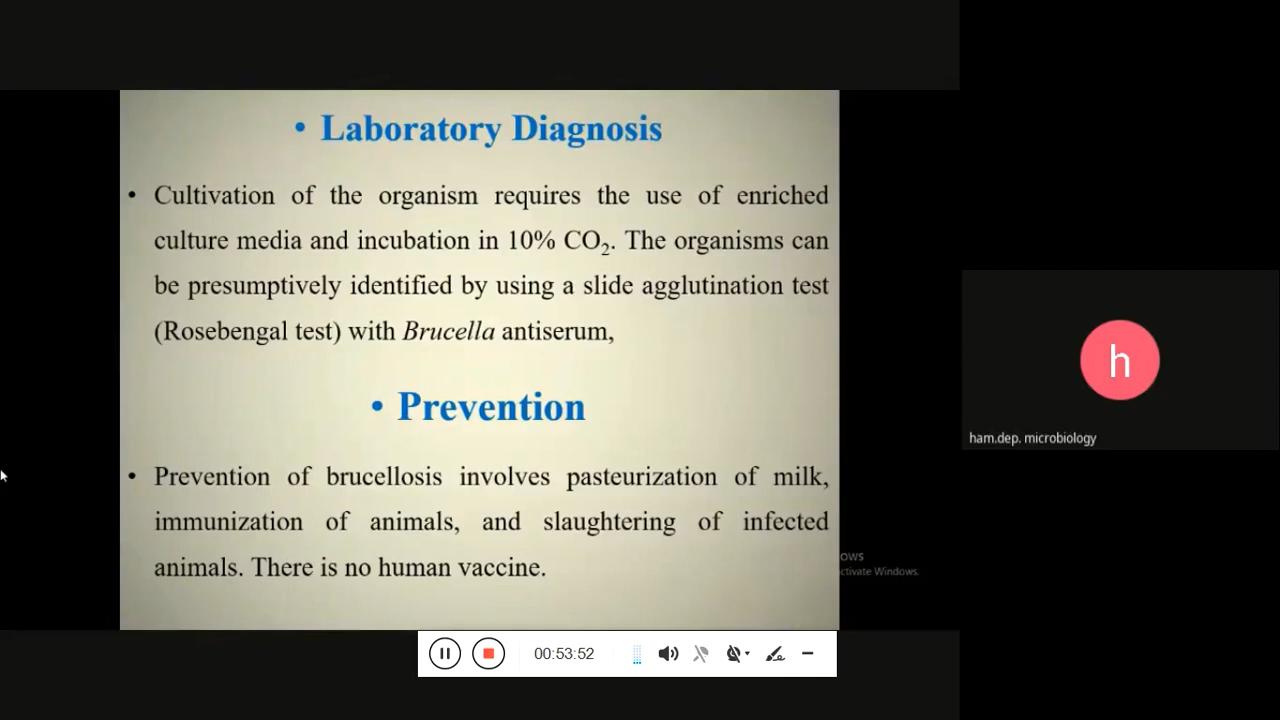 • Laboratory Diagnosis
• Cultivation of the organism requires the use of enriched
culture media and incubation in 10% CO₂. The organisms can
be presumptively identified by using a slide agglutination test
(Rosebengal test) with Brucella antiserum,
• Prevention
• Prevention of brucellosis involves pasteurization of milk,
immunization of animals, and slaughtering of infected
animals. There is no human vaccine.
ows
ctivate Windows.
h
ham.dep. microbiology
00:53:52